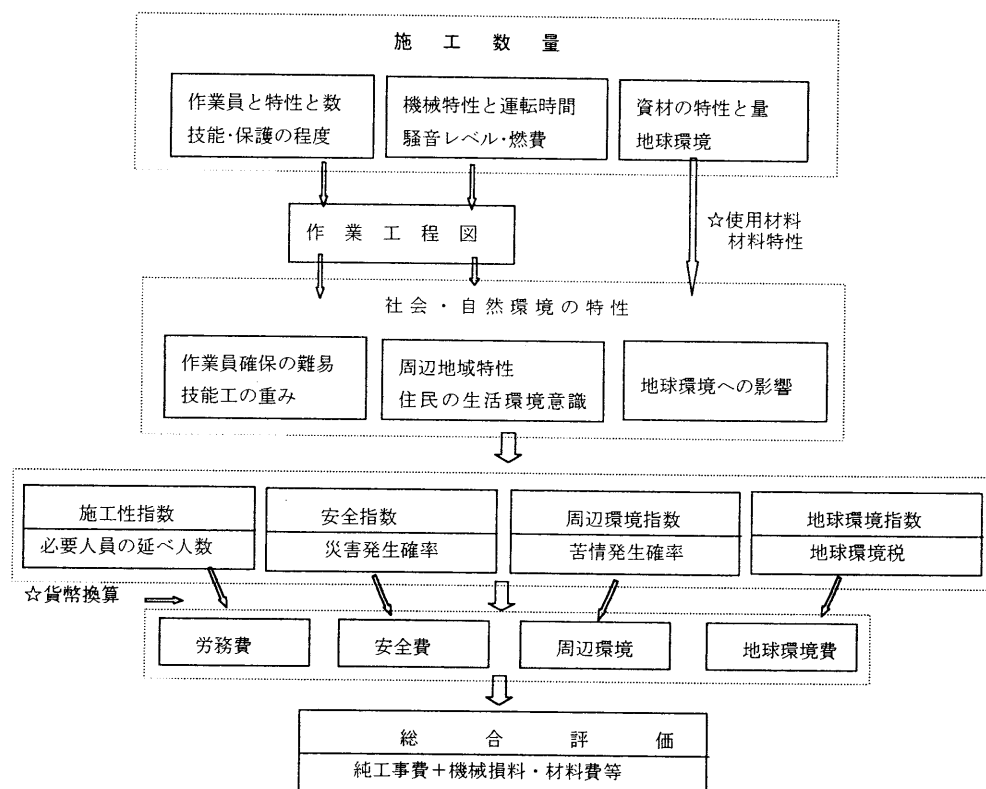 施工数量
作業員と特性と数
技能・保護の程度
機械特性と運転時間
騒音レベル・燃費
資材の特性と量
地球環境
作業工程図
☆使用材料
材料特性
社会・自然環境の特性
作業員確保の難易
技能工の重み
周辺地域特性
住民の生活環境意識
地球環境への影響
施工性指数
必要人員の延べ人数
安全指数
災害発生確率
周辺環境指数
苦情発生確率
地球環境指数
地球環境税
☆貨幣換算
労務費
安全費
周辺環境
地球環境費
総合評価
純工事費＋機械損料・材料費等